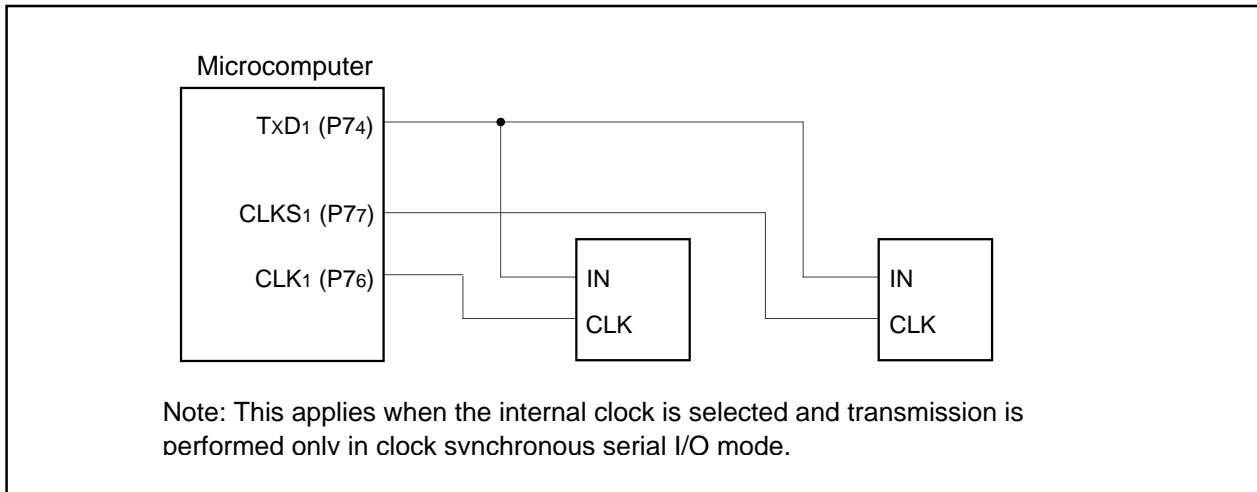 Microcomputer
TxD1 (P74)
CLKS1 (P77)
CLK1 (P76)
IN
CLK
IN
CLK
Note: This applies when the internal clock is selected and transmission is
performed only in clock synchronous serial I/O mode.